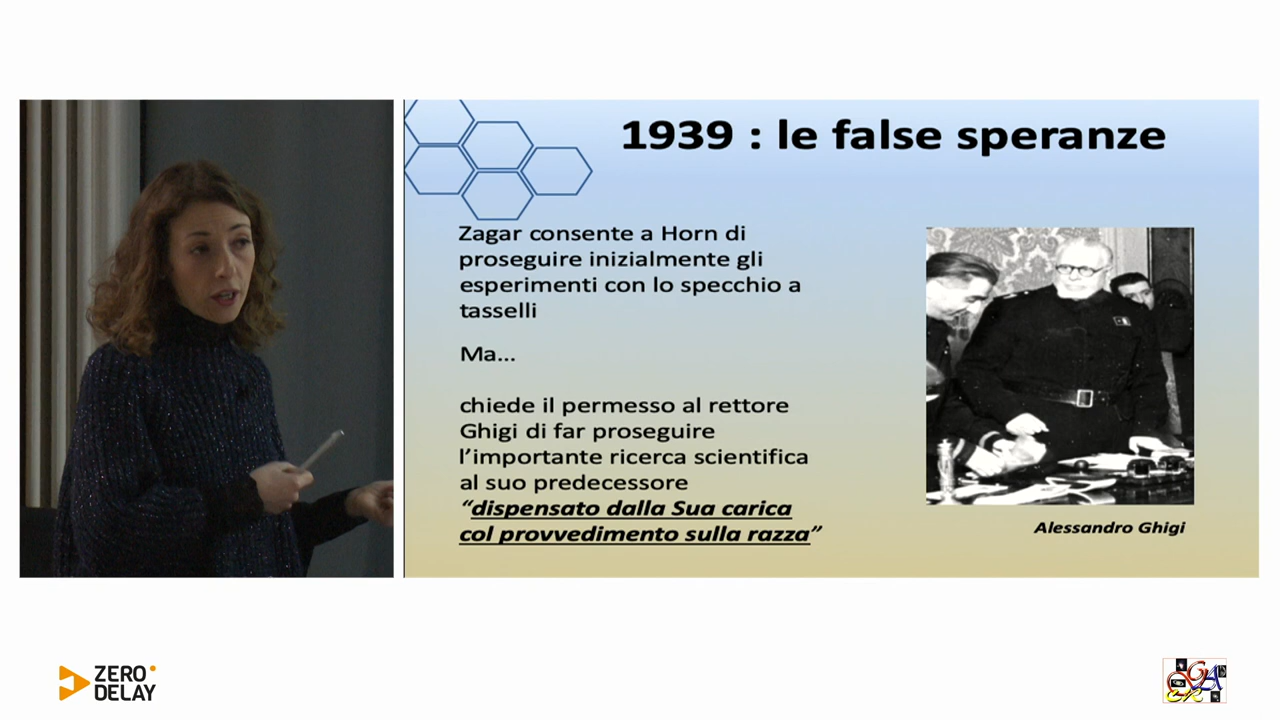 1939 : le false speranze
Zagar consente a Horn di
proseguire inizialmente gli
esperimenti con lo specchio a
tasselli
Ma...
chiede il permesso al rettore
Ghigi di far proseguire
l’importante ricerca scientifica
al suo predecessore
“dispensato dalla Sua carica
col provvedimento sulla razza”
Alessandro Ghigi
ZERO
DELAY